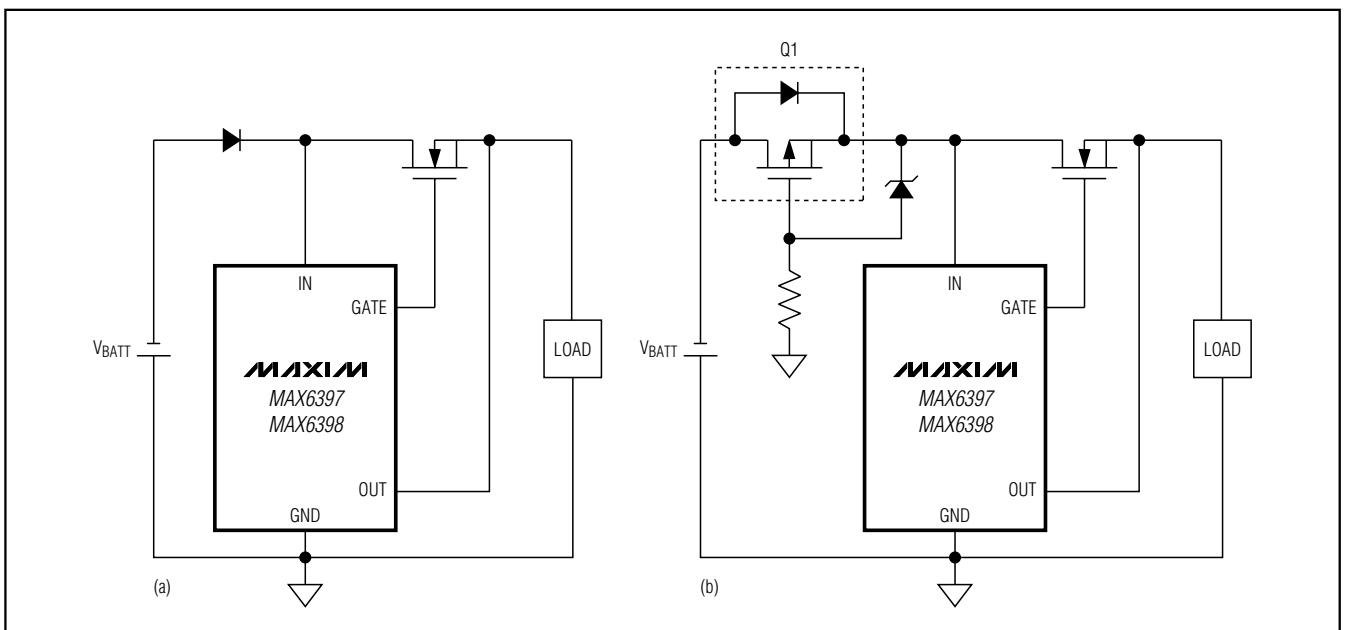 IN
GATE
VBATT
LOAD
MAXIM
MAX6397
MAX6398
OUT
GND
(a)
Q1
IN
GATE
VBATT
LOAD
MAXIM
MAX6397
MAX6398
OUT
GND
(b)